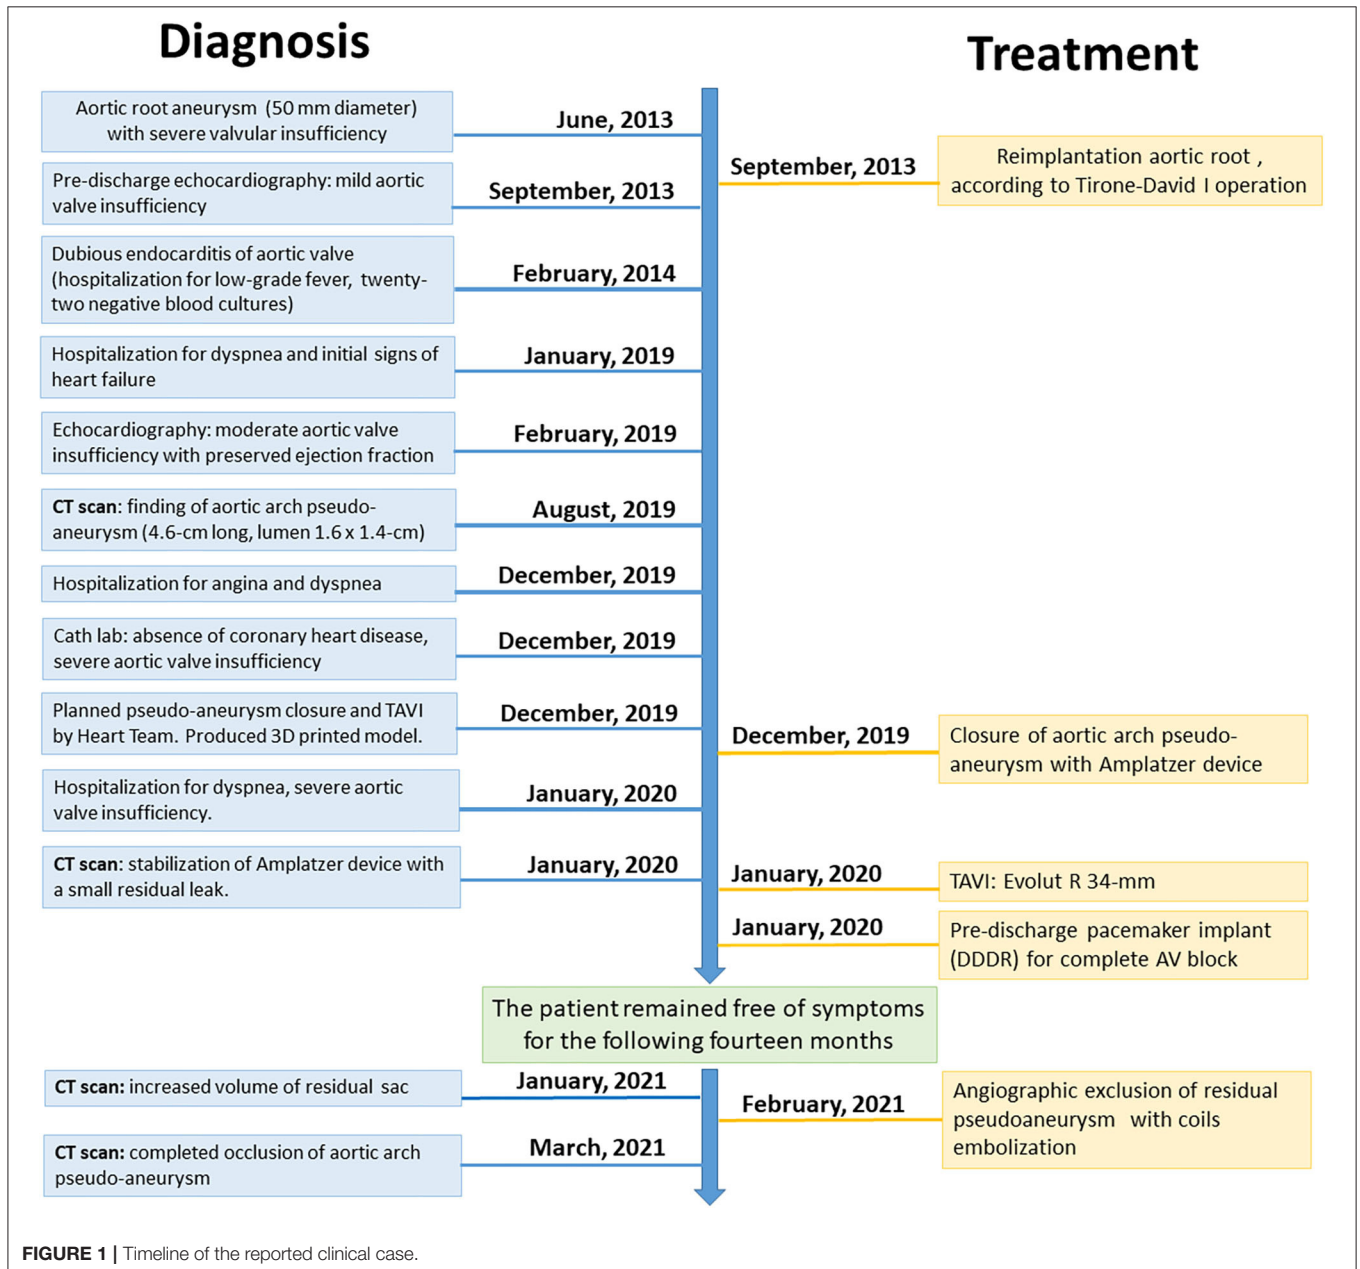 Diagnosis
Treatment
Aortic root aneurysm (50 mm diameter)
with severe valvular insufficiency
June, 2013
September, 2013
Reimplantation aortic root ,
according to Tirone-David I operation
Pre-discharge echocardiography: mild aortic
valve insufficiency
September, 2013
Dubious endocarditis of aortic valve
(hospitalization for low-grade fever, twenty-
two negative blood cultures)
February, 2014
Hospitalization for dyspnea and initial signs of
heart failure
January, 2019
Echocardiography: moderate aortic valve
insufficiency with preserved ejection fraction
February, 2019
CT scan: finding of aortic arch pseudo-
aneurysm (4.6-cm long, lumen 1.6 x 1.4-cm)
August, 2019
Hospitalization for angina and dyspnea
December, 2019
Cath lab: absence of coronary heart disease,
severe aortic valve insufficiency
December, 2019
Planned pseudo-aneurysm closure and TAVI
by Heart Team. Produced 3D printed model.
December, 2019
December, 2019
Closure of aortic arch pseudo-
aneurysm with Amplatzer device
Hospitalization for dyspnea, severe aortic
valve insufficiency.
January, 2020
CT scan: stabilization of Amplatzer device with
a small residual leak.
January, 2020
January, 2020
TAVI: Evolut R 34-mm
January, 2020
Pre-discharge pacemaker implant
(DDDR) for complete AV block
The patient remained free of symptoms
for the following fourteen months
CT scan: increased volume of residual sac
January, 2021
February, 2021
Angiographic exclusion of residual
pseudoaneurysm with coils
embolization
CT scan: completed occlusion of aortic arch
pseudo-aneurysm
March, 2021
FIGURE 1 | Timeline of the reported clinical case.